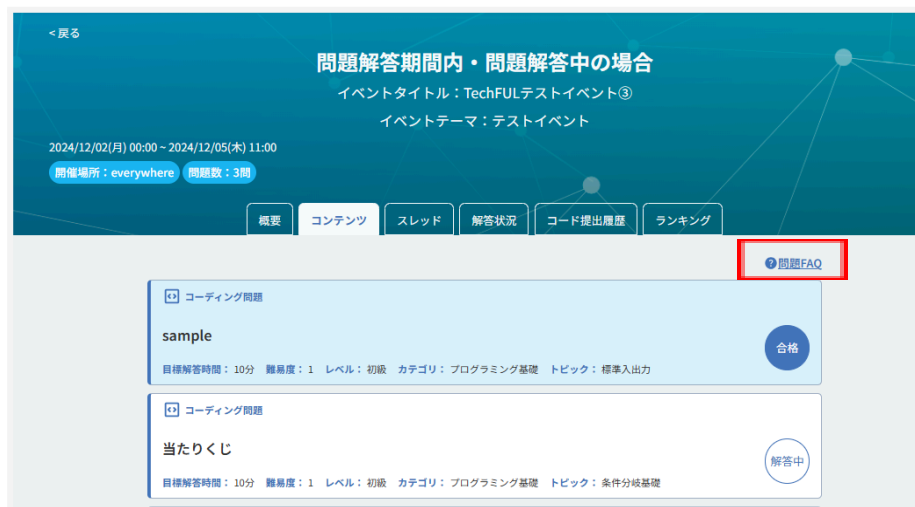 <戻る
問題解答期間内・問題解答中の場合
イベントタイトル：TechFULテストイベント③
イベントテーマ：テストイベント
2024/12/02(月) 00:00 ~ 2024/12/05(木) 11:00
開催場所：everywhere 問題数：3問
概要 コンテンツ スレッド 解答状況 コード提出履歴 ランキング
?問題FAQ
コーディング問題
sample
合格
目標解答時間： 10分 難易度： 1 レベル： 初級 カテゴリ： プログラミング基礎 トピック： 標準入出力
コーディング問題
当たりくじ
解答中
目標解答時間： 10分 難易度： 1 レベル： 初級 カテゴリ： プログラミング基礎 トピック： 条件分岐基礎